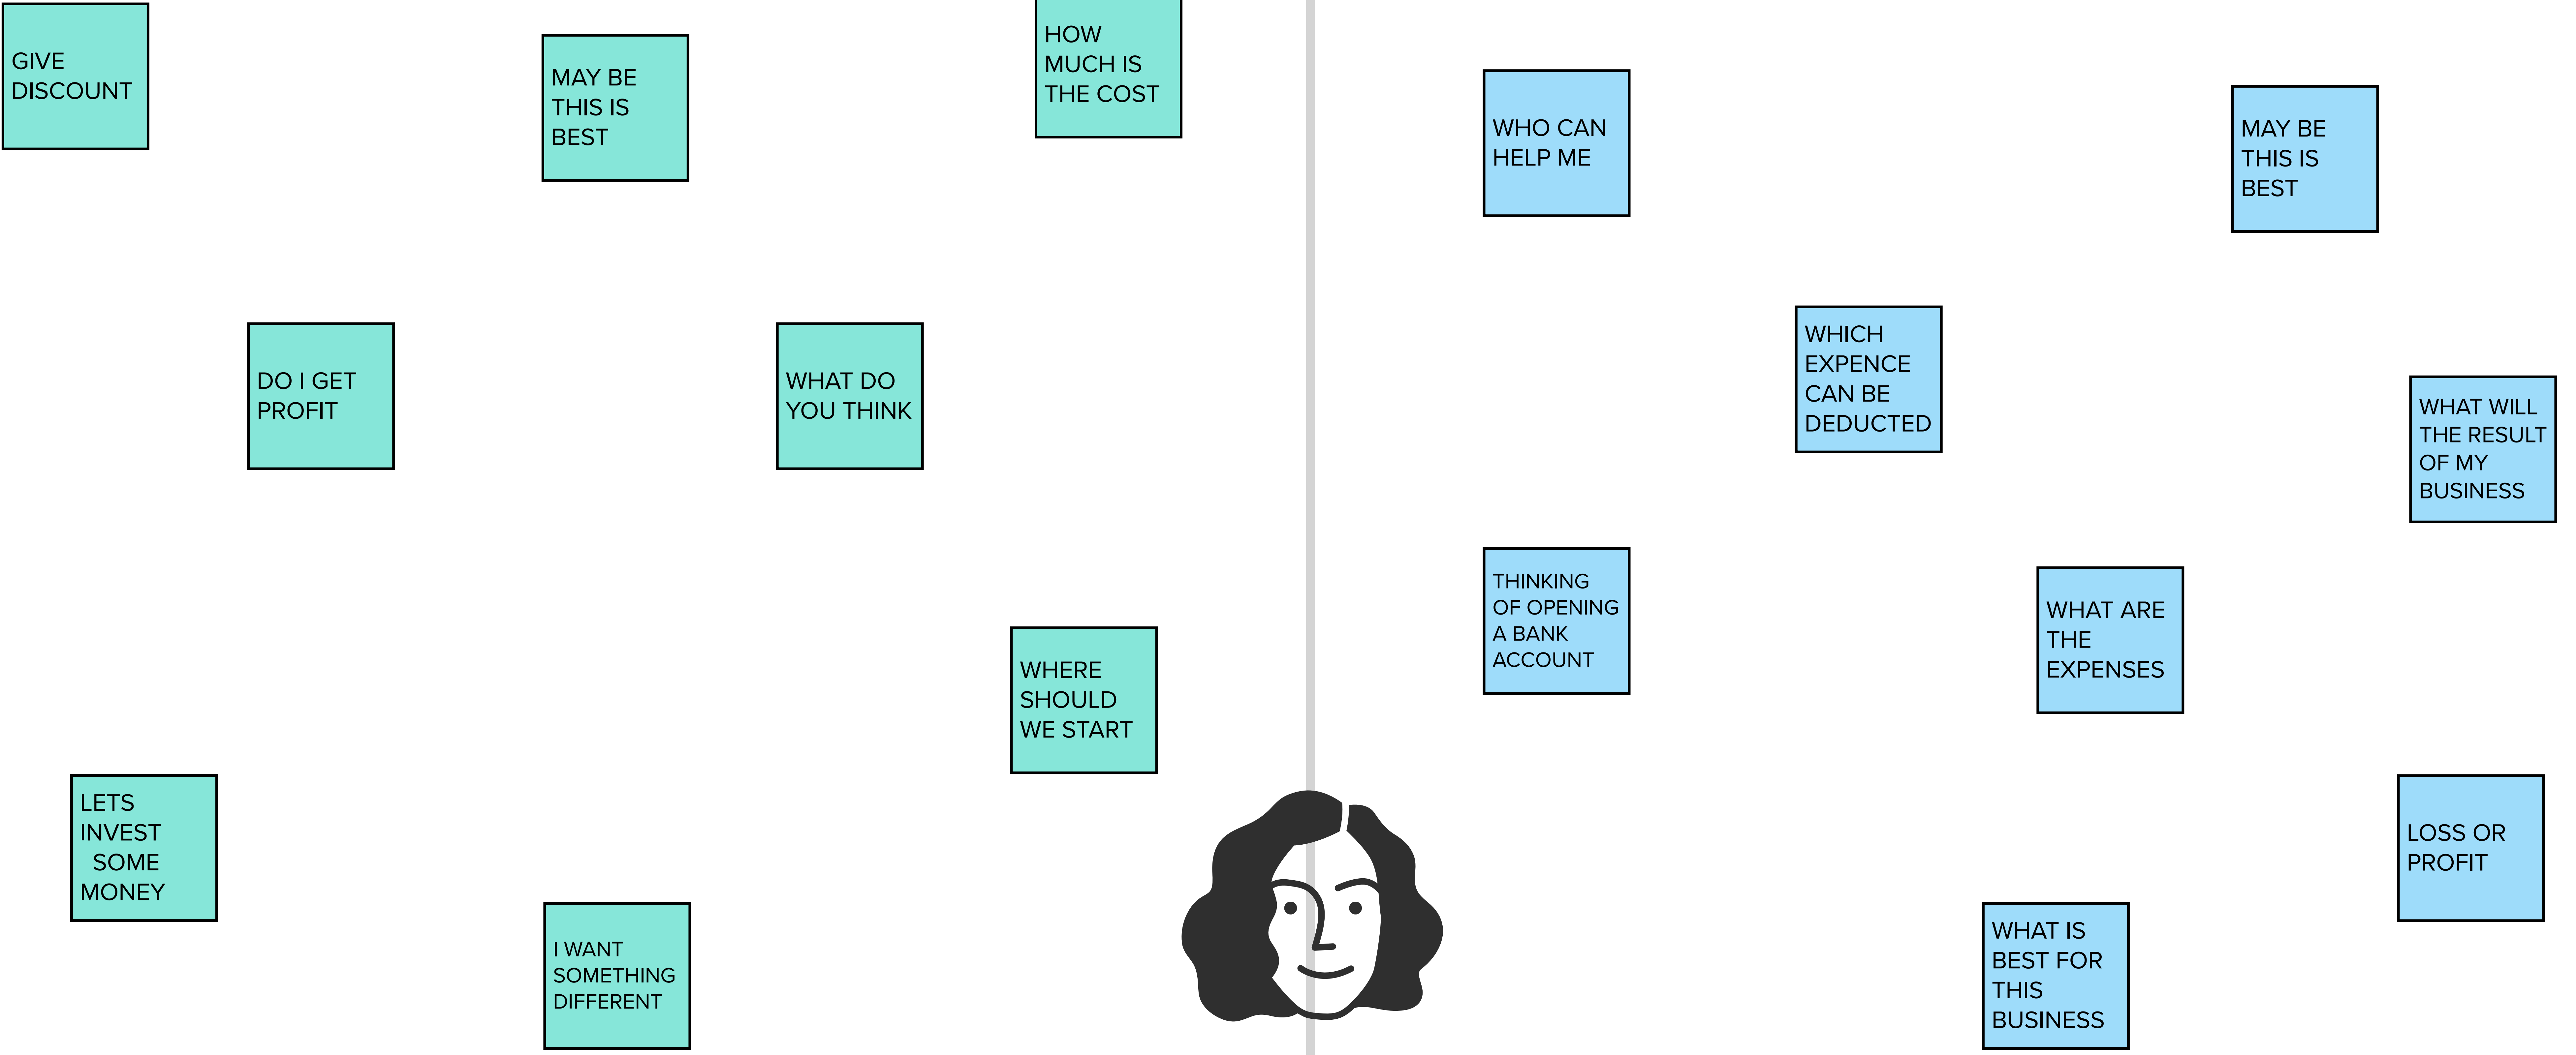 GIVE
DISCOUNT
MAY BE
THIS IS
BEST
HOW
MUCH IS
THE COST
DO I GET
PROFIT
WHAT DO
YOU THINK
WHERE
SHOULD
WE START
LETS
INVEST
SOME
MONEY
I WANT
SOMETHING
DIFFERENT
WHO CAN
HELP ME
MAY BE
THIS IS
BEST
WHICH
EXPENCE
CAN BE
DEDUCTED
WHAT WILL
THE RESULT
OF MY
BUSINESS
THINKING
OF OPENING
A BANK
ACCOUNT
WHAT ARE
THE
EXPENSES
LOSS OR
PROFIT
WHAT IS
BEST FOR
THIS
BUSINESS